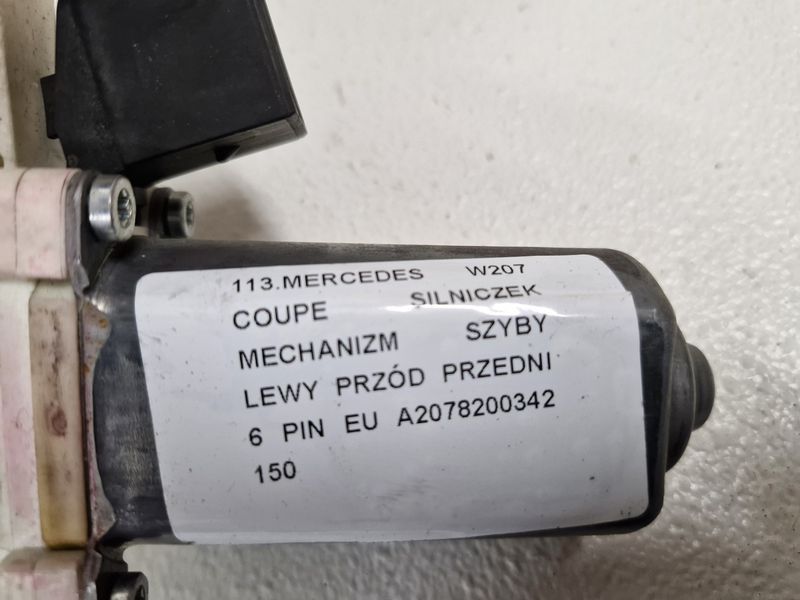 113.MERCEDES W207
COUPE SILNICZEK
MECHANIZM SZYBY
LEWY PRZÓD PRZEDNI
6 PIN EU A2078200342
150